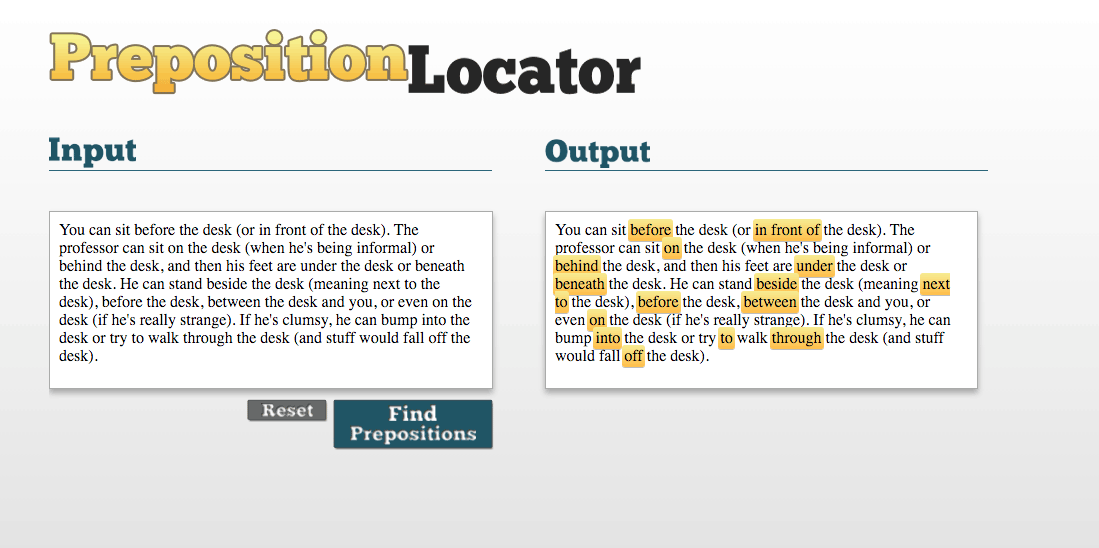 PrepositionLocator
Input
You can sit before the desk (or in front of the desk). The
professor can sit on the desk (when he's being informal) or
behind the desk, and then his feet are under the desk or beneath
the desk. He can stand beside the desk (meaning next to the
desk), before the desk, between the desk and you, or even on the
desk (if he's really strange). If he's clumsy, he can bump into the
desk or try to walk through the desk (and stuff would fall off the
desk).
Reset
Find
Prepositions
Output
You can sit before the desk (or in front of the desk). The
professor can sit on the desk (when he's being informal) or
behind the desk, and then his feet are under the desk or
beneath the desk. He can stand beside the desk (meaning next
to the desk), before the desk, between the desk and you, or
even on the desk (if he's really strange). If he's clumsy, he can
bump into the desk or try to walk through the desk (and stuff
would fall off the desk).